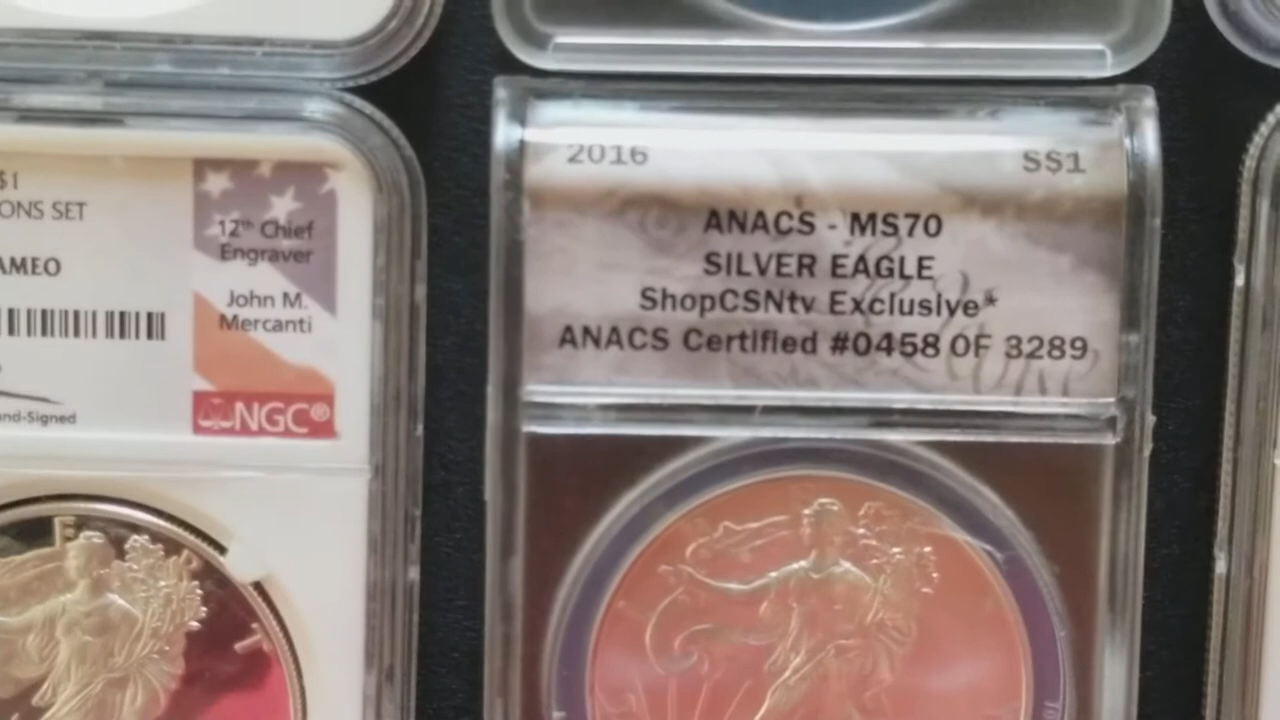 $1
ONS SET
AMEO
nd-Signed
12th Chief
Engraver
John M.
Mercanti
NGC®
2016
S$1
ANACS - MS70
SILVER EAGLE
ShopCSNtv Exclusive*
ANACS Certified #0458 OF 3289